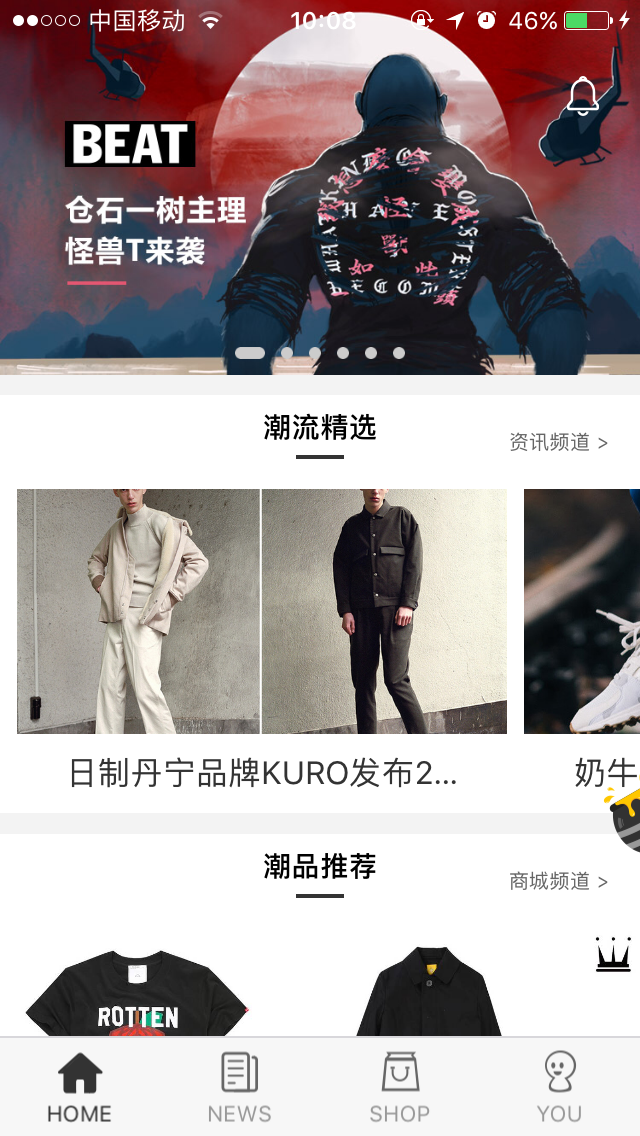 中国移动
10:08
46%
BEAT
仓石一树主理
怪兽T来袭
HAVE
BECOME
潮流精选
资讯频道 >
日制丹宁品牌KURO发布2...
奶牛
潮品推荐
商城频道 >
ROTTEN
HOME
NEWS
SHOP
YOU